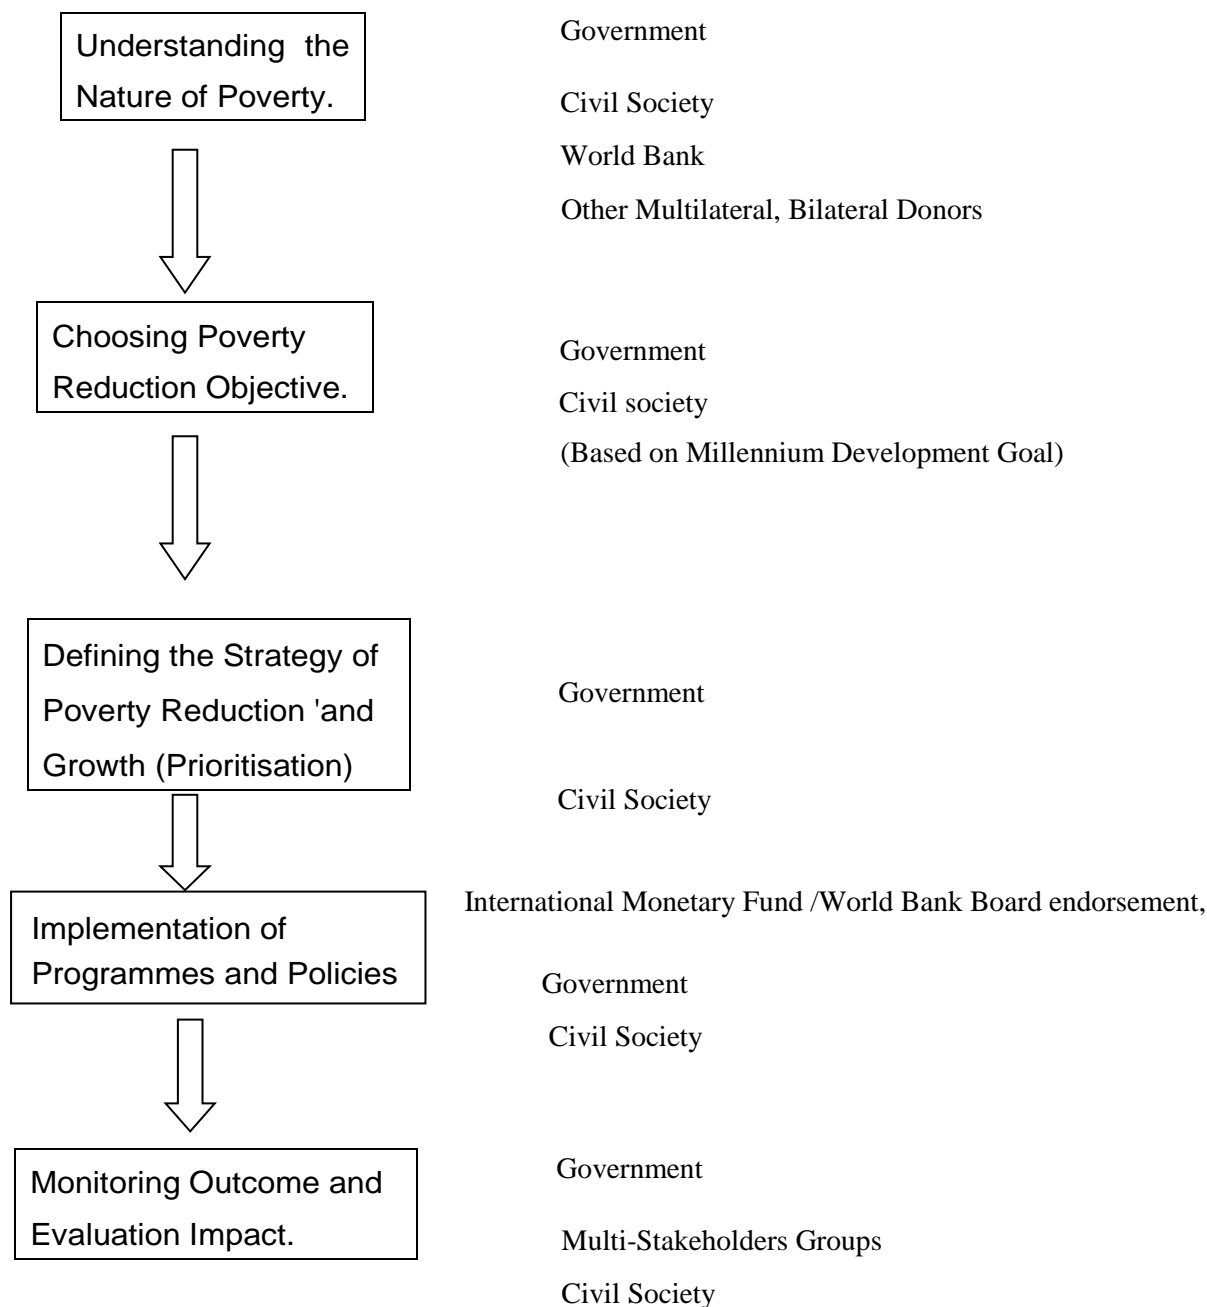 Understanding the
Nature of Poverty.
Government
Civil Society
World Bank
Other Multilateral, Bilateral Donors
Choosing Poverty
Reduction Objective.
Government
Civil society
(Based on Millennium Development Goal)
Defining the Strategy of
Poverty Reduction 'and
Growth (Prioritisation)
Government
Civil Society
Implementation of
Programmes and Policies
International Monetary Fund /World Bank Board endorsement,
Government
Civil Society
Monitoring Outcome and
Evaluation Impact.
Government
Multi-Stakeholders Groups
Civil Society